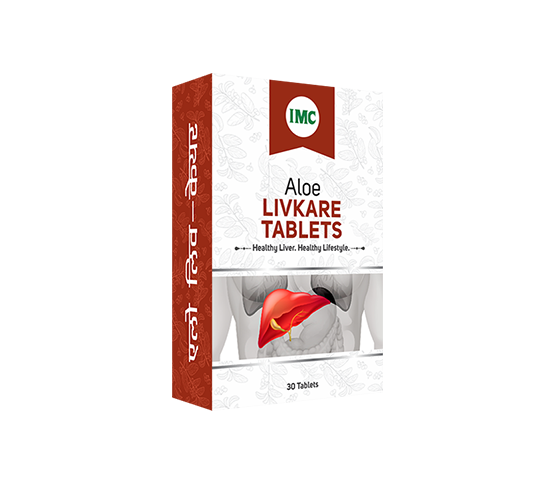 IMC
Aloe
LIVKARE
TABLETS
Healthy Liver. Healthy Lifestyle.
30 Tablets